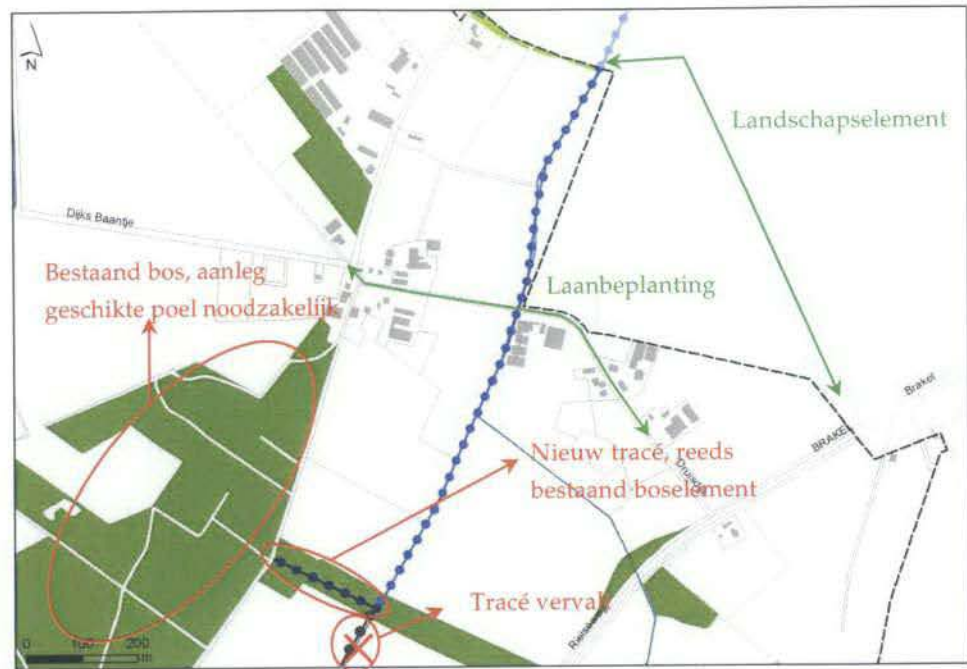 N
Landschapselement
Dijks Baantje
Bestaand bos, aanleg
geschikte poel noodzakelijk
Laanbeplanting
Brakel
BRAKEL
Nieuw tracé, reeds
bestaand boselement
Tracé vervalt
0 100 200
m